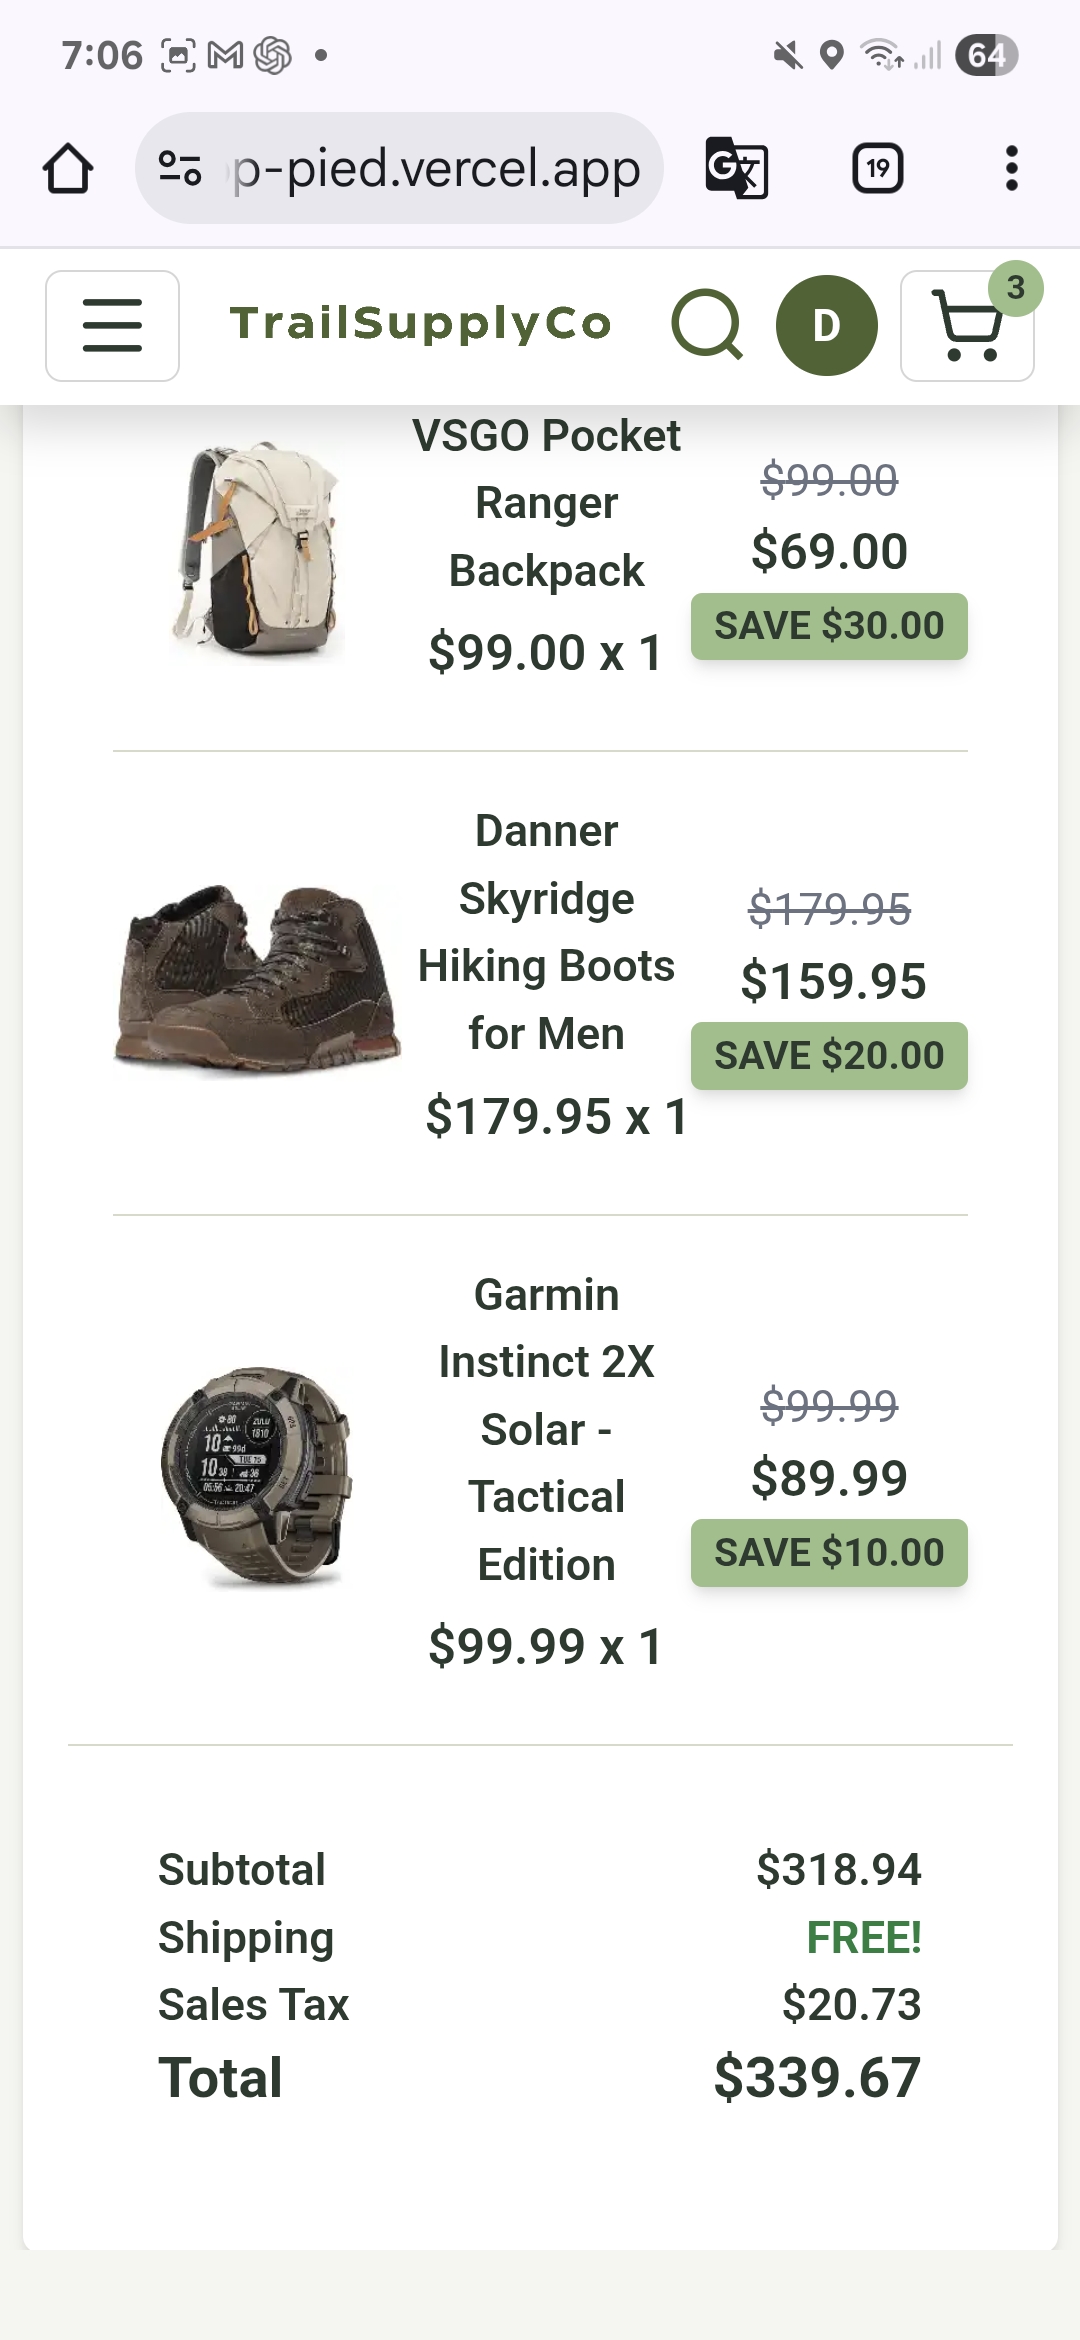 7:06
64
p-pied.vercel.app
19
TrailSupplyCo
D
3
VSGO Pocket
Ranger
Backpack
$99.00 x 1
$99.00
$69.00
SAVE $30.00
Danner
Skyridge
Hiking Boots
for Men
$179.95 x 1
$179.95
$159.95
SAVE $20.00
Garmin
Instinct 2X
Solar -
Tactical
Edition
$99.99 x 1
$99.99
$89.99
SAVE $10.00
Subtotal $318.94
Shipping FREE!
Sales Tax $20.73
Total $339.67